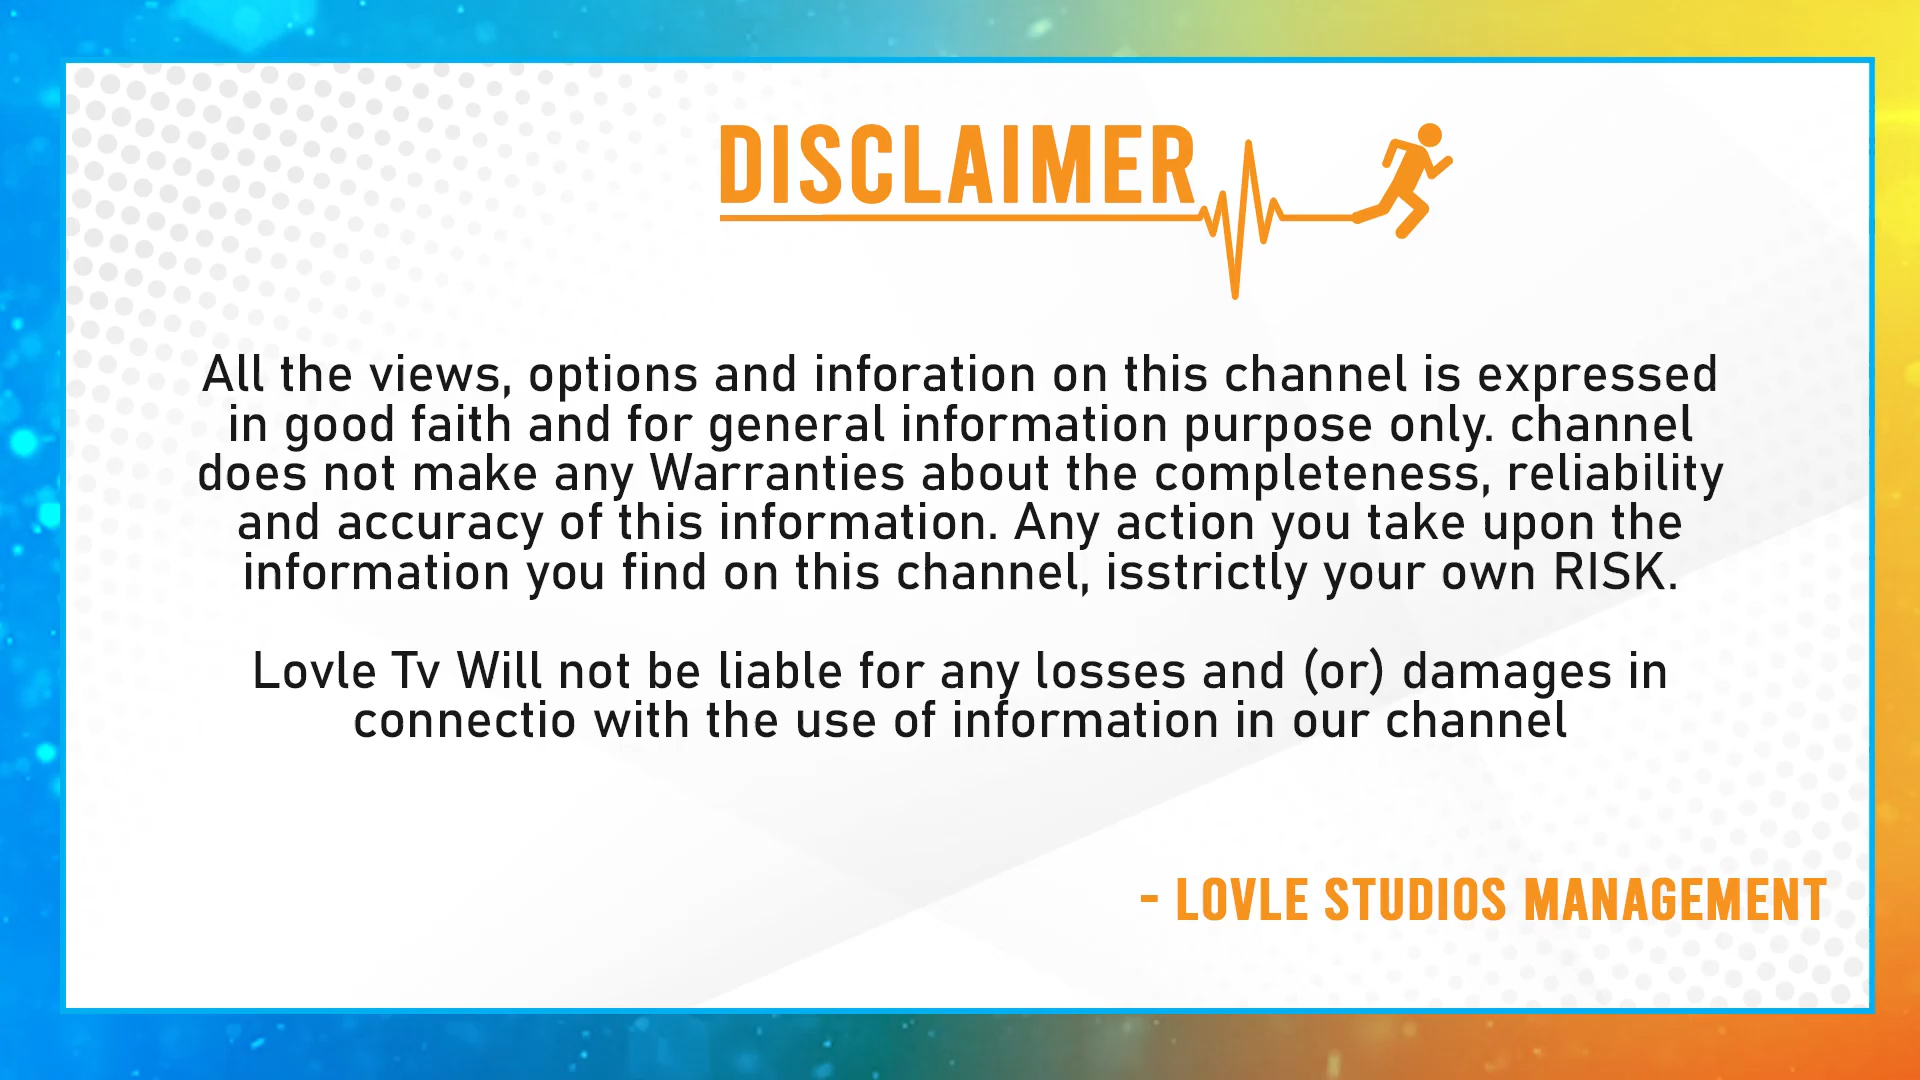 DISCLAIMER
All the views, options and inforation on this channel is expressed
in good faith and for general information purpose only. channel
does not make any Warranties about the completeness, reliability
and accuracy of this information. Any action you take upon the
information you find on this channel, isstrictly your own RISK.
Lovle Tv Will not be liable for any losses and (or) damages in
connectio with the use of information in our channel
- LOVLE STUDIOS MANAGEMENT